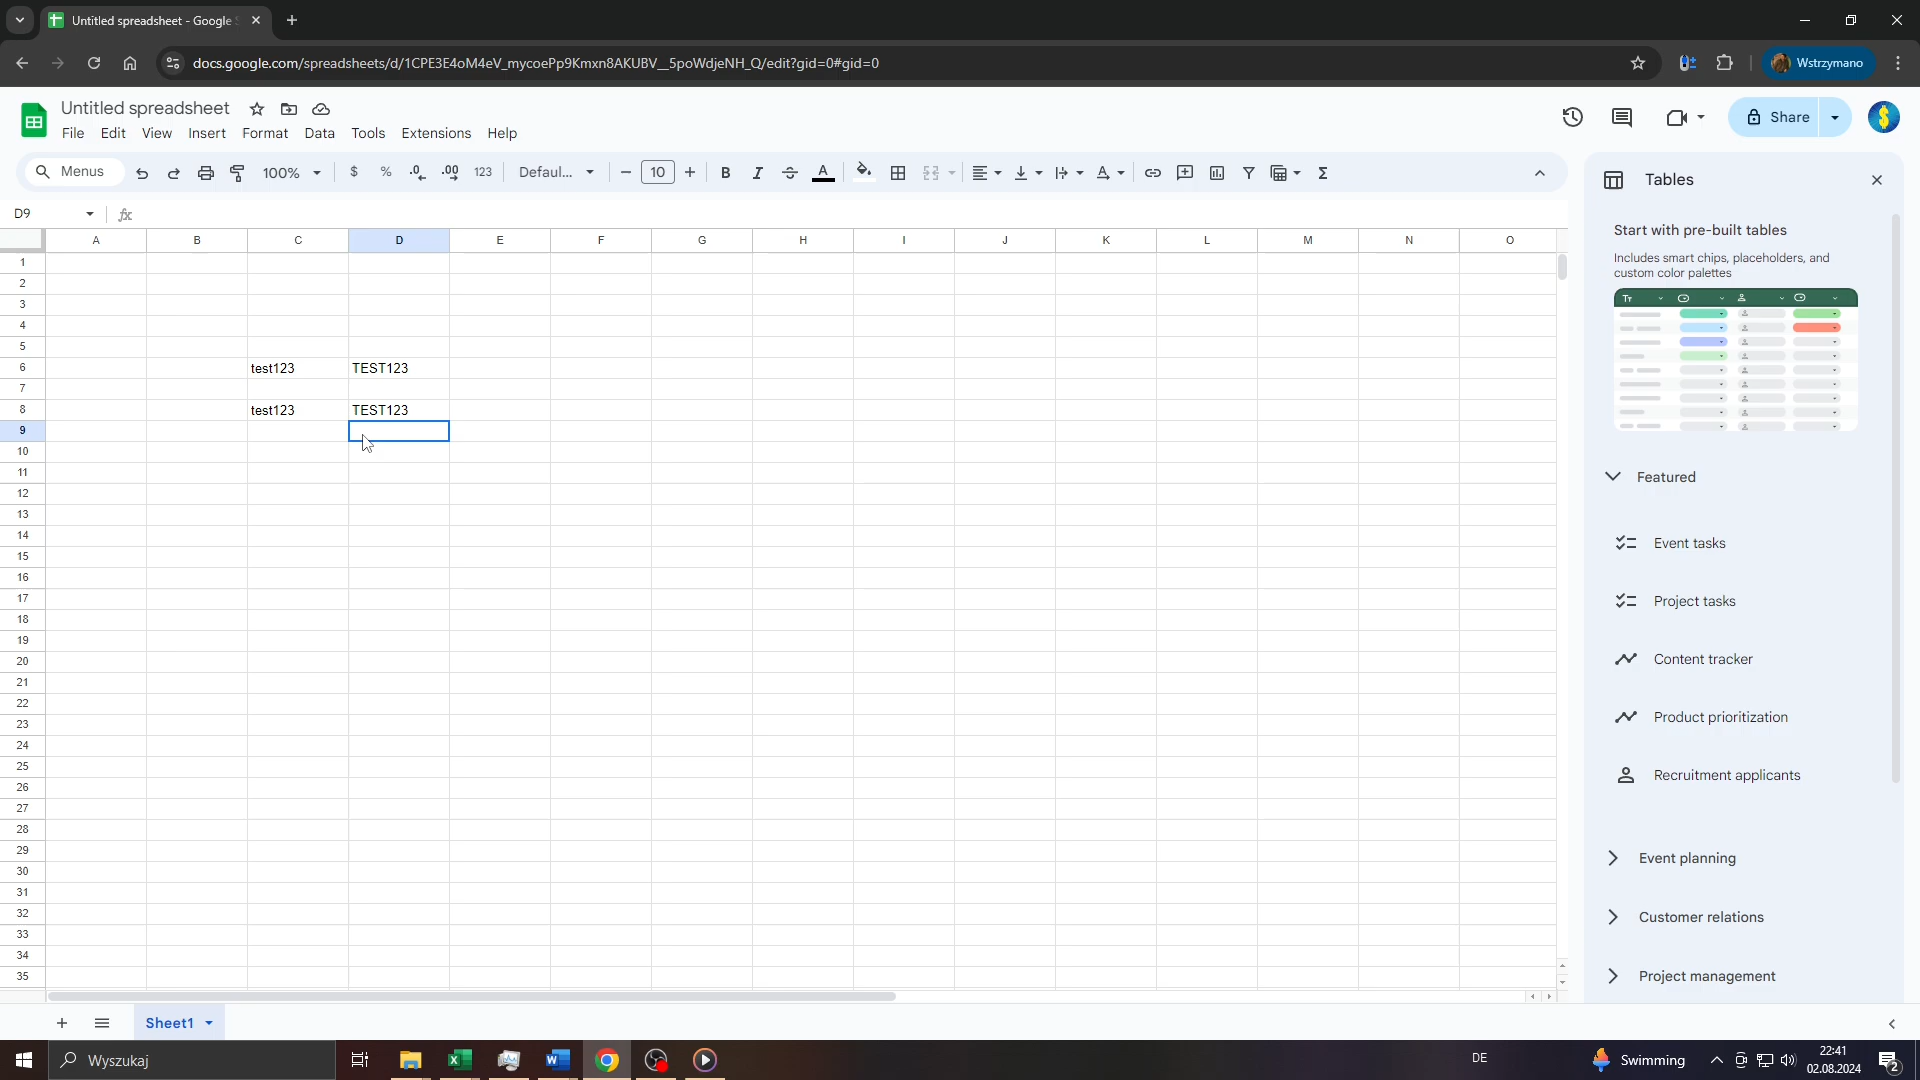 Untitled spreadsheet - Google S
docs.google.com/spreadsheets/d/1CPE3E4oM4eV_mycoePp9Kmxn8AKUBV__5poWdjeNH_Q/edit?gid=0#gid=0
Wstrzymano
Untitled spreadsheet
File Edit View Insert Format Data Tools Extensions Help
Share
Menus 100% $ % .0 .00 123 Defaul... 10 B I A Σ
D9 fx
A B C D E F G H I J K L M N O
1
2
3
4
5
6 test123 TEST123
7
8 test123 TEST123
9
10
11
12
13
14
15
16
17
18
19
20
21
22
23
24
25
26
27
28
29
30
31
32
33
34
35
Sheet1
Tables
Start with pre-built tables
Includes smart chips, placeholders, and
custom color palettes
Tт
Featured
Event tasks
Project tasks
Content tracker
Product prioritization
Recruitment applicants
Event planning
Customer relations
Project management
Wyszukaj
DE
Swimming
22:41
02.08.2024
2